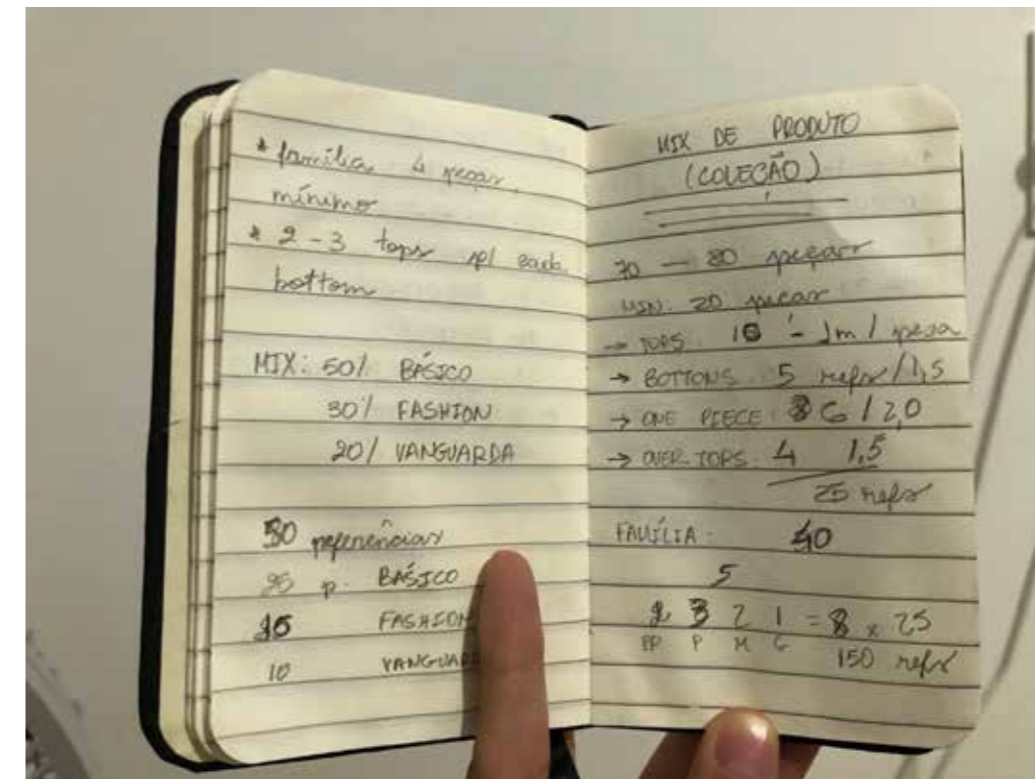 * família 4 peças.
mínimo
* 2 - 3 tops p/ cada
bottom
MIX: 50% BÁSICO
30% FASHION
20% VANGUARDA
50 referências
25 p. BÁSICO
15 FASHION
10 VANGUARD
MIX DE PRODUTO
(COLEÇÃO)
70 — 80 peças
MIN: 20 peças
→ TOPS: 10 - 1m / pessa
→ BOTTONS 5 refs / 1,5
→ ONE PIECE: 6 / 2,0
→ OVER TOPS: 4 1,5
25 refs
FAMÍLIA: 40
5
2 3 2 1 = 8 x 25
PP P M G
150 refs